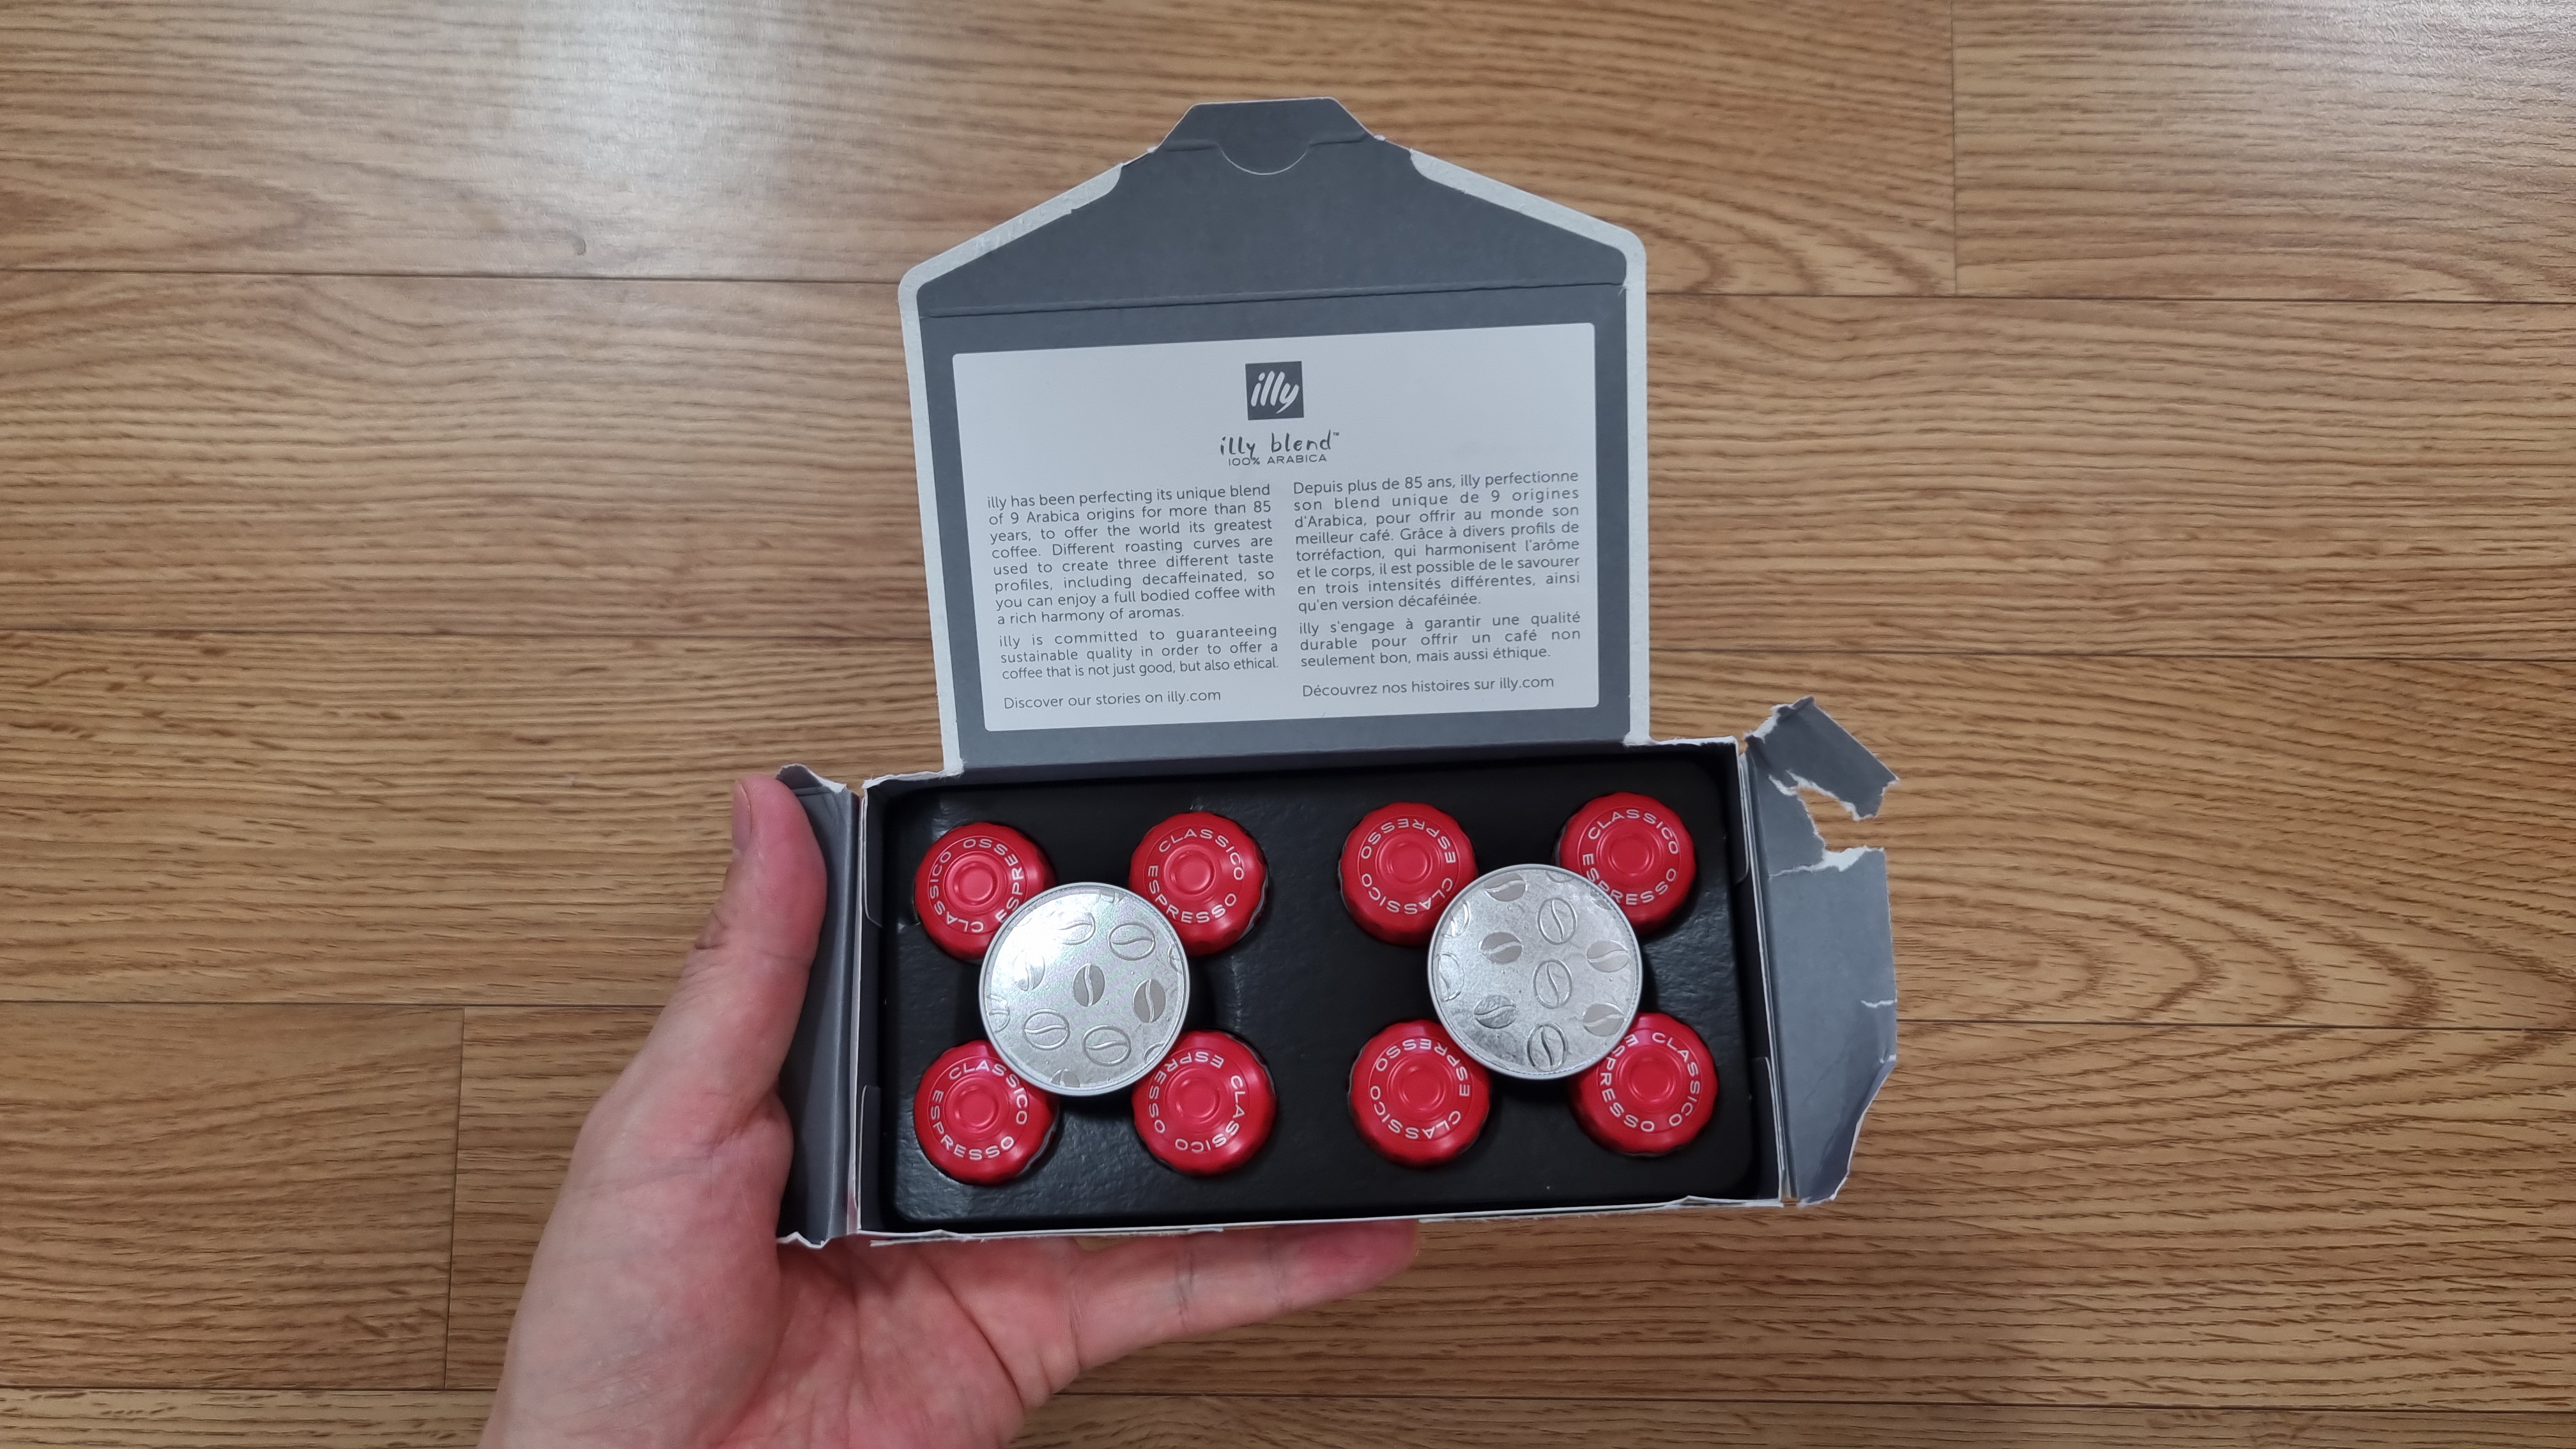 illy
illy blend™
100% ARABICA
illy has been perfecting its unique blend
of 9 Arabica origins for more than 85
years, to offer the world its greatest
coffee. Different roasting curves are
used to create three different taste
profiles, including decaffeinated, so
you can enjoy a full bodied coffee with
a rich harmony of aromas.
illy is committed to guaranteeing
sustainable quality in order to offer a
coffee that is not just good, but also ethical.
Discover our stories on illy.com
Depuis plus de 85 ans, illy perfectionne
son blend unique de 9 origines
d'Arabica, pour offrir au monde son
meilleur café. Grâce à divers profils de
torréfaction, qui harmonisent l'arôme
et le corps, il est possible de le savourer
en trois intensités différentes, ainsi
qu'en version décaféinée.
illy s'engage à garantir une qualité
durable pour offrir un café non
seulement bon, mais aussi éthique.
Découvrez nos histoires sur illy.com
CLASSICO ESPRESSO
CLASSICO ESPRESSO
CLASSICO ESPRESSO
CLASSICO ESPRESSO
CLASSICO ESPRESSO
CLASSICO ESPRESSO
CLASSICO ESPRESSO
CLASSICO ESPRESSO